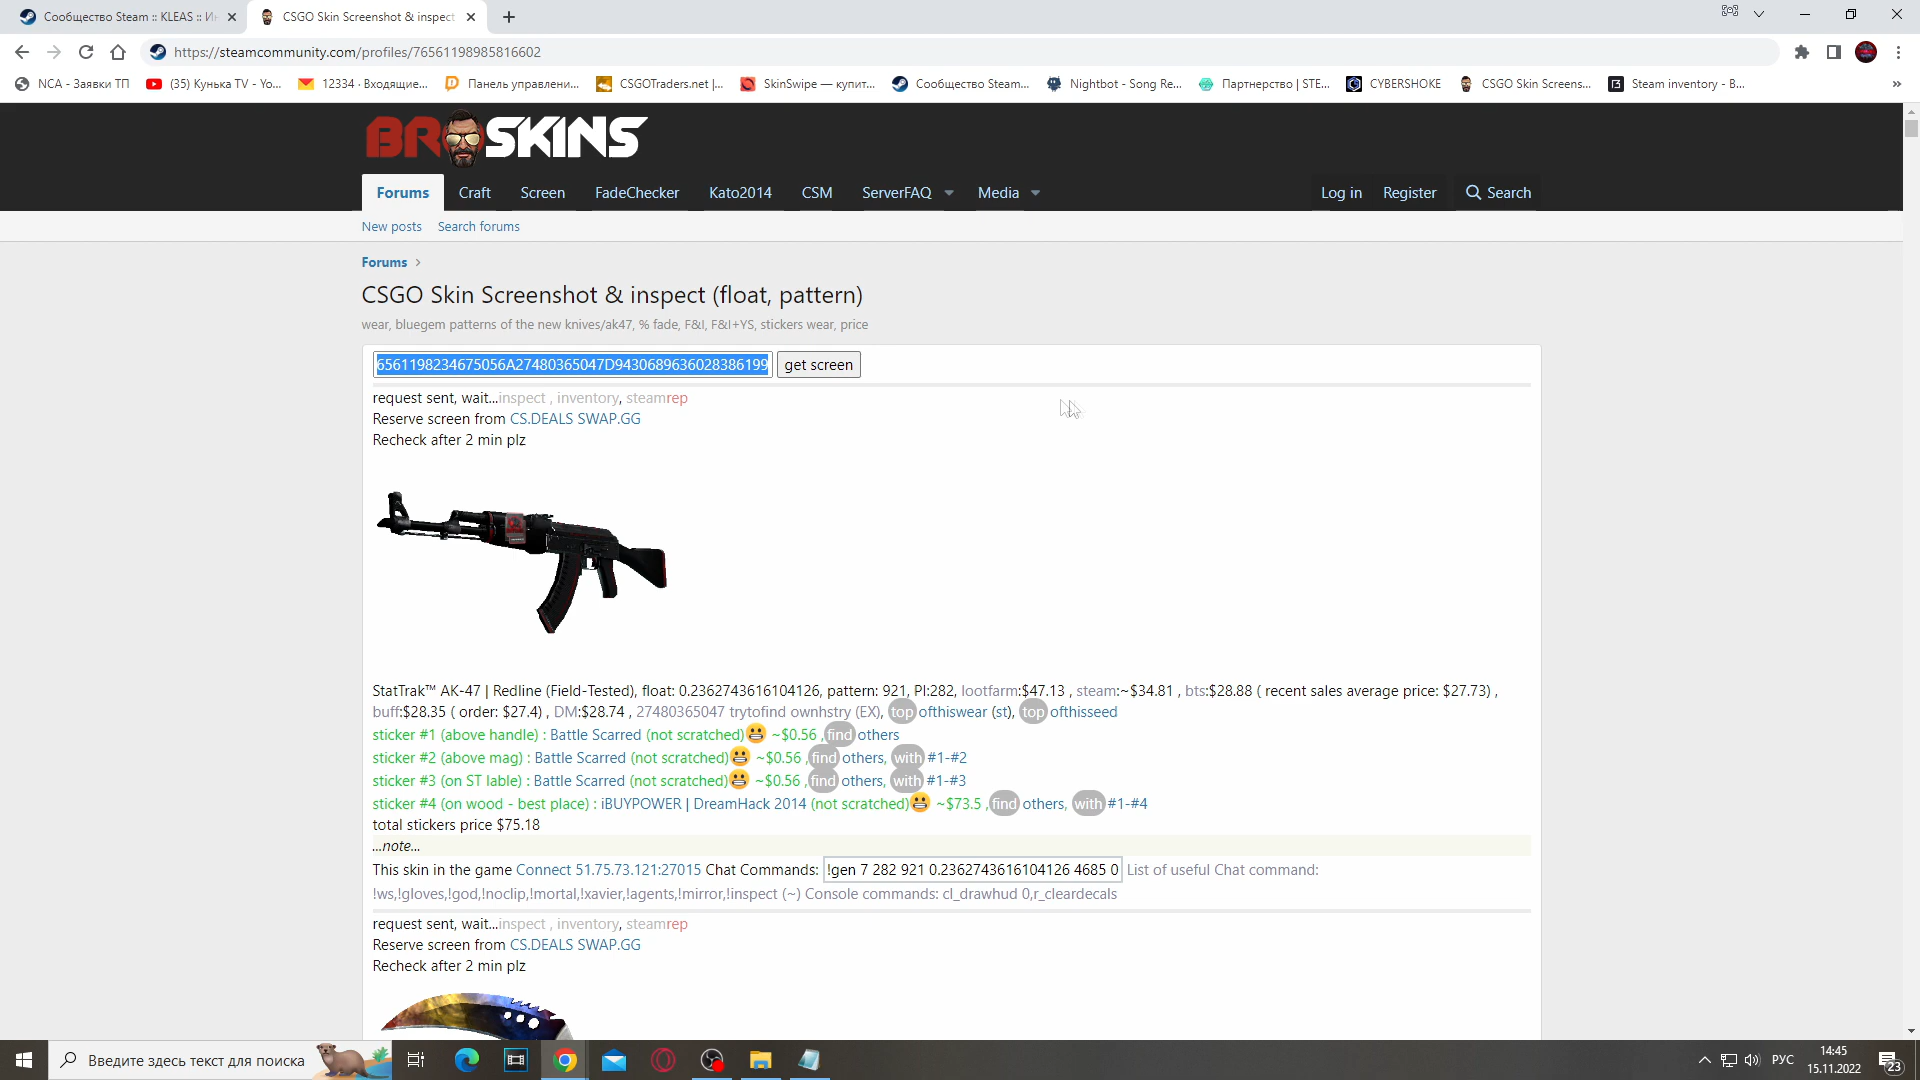 Сообщество Steam :: KLEAS :: И
CSGO Skin Screenshot & inspect
https://steamcommunity.com/profiles/76561198985816602
NCA - Заявки ТП
(35) Кунька TV - Yo...
12334 · Входящие...
Панель управлени...
CSGOTraders.net |...
SkinSwipe — купит...
Сообщество Steam...
Nightbot - Song Re...
Партнерство | STE...
CYBERSHOKE
CSGO Skin Screens...
Steam inventory - B...
»
BROSKINS
Forums
Craft
Screen
FadeChecker
Kato2014
CSM
ServerFAQ
Media
Log in
Register
Search
New posts
Search forums
Forums
CSGO Skin Screenshot & inspect (float, pattern)
wear, bluegem patterns of the new knives/ak47, % fade, F&I, F&I+YS, stickers wear, price
6561198234675056A27480365047D9430689636028386199
get screen
request sent, wait...inspect , inventory, steamrep
Reserve screen from CS.DEALS SWAP.GG
Recheck after 2 min plz
StatTrak™ AK-47 | Redline (Field-Tested), float: 0.2362743616104126, pattern: 921, PI:282, lootfarm:$47.13 , steam:~$34.81 , bts:$28.88 ( recent sales average price: $27.73) ,
buff:$28.35 ( order: $27.4) , DM:$28.74 , 27480365047 trytofind ownhstry (EX), top ofthiswear (st), top ofthisseed
sticker #1 (above handle) : Battle Scarred (not scratched)😬 ~$0.56 ,find others
sticker #2 (above mag) : Battle Scarred (not scratched)😬 ~$0.56 ,find others, with #1-#2
sticker #3 (on ST lable) : Battle Scarred (not scratched)😬 ~$0.56 ,find others, with #1-#3
sticker #4 (on wood - best place) : iBUYPOWER | DreamHack 2014 (not scratched)😬 ~$73.5 ,find others, with #1-#4
total stickers price $75.18
...note...
This skin in the game Connect 51.75.73.121:27015 Chat Commands: !gen 7 282 921 0.2362743616104126 4685 0 List of useful Chat command:
!ws,!gloves,!god,!noclip,!mortal,!xavier,!agents,!mirror,!inspect (~) Console commands: cl_drawhud 0,r_cleardecals
request sent, wait...inspect , inventory, steamrep
Reserve screen from CS.DEALS SWAP.GG
Recheck after 2 min plz
Введите здесь текст для поиска
РУС
14:45
15.11.2022
23